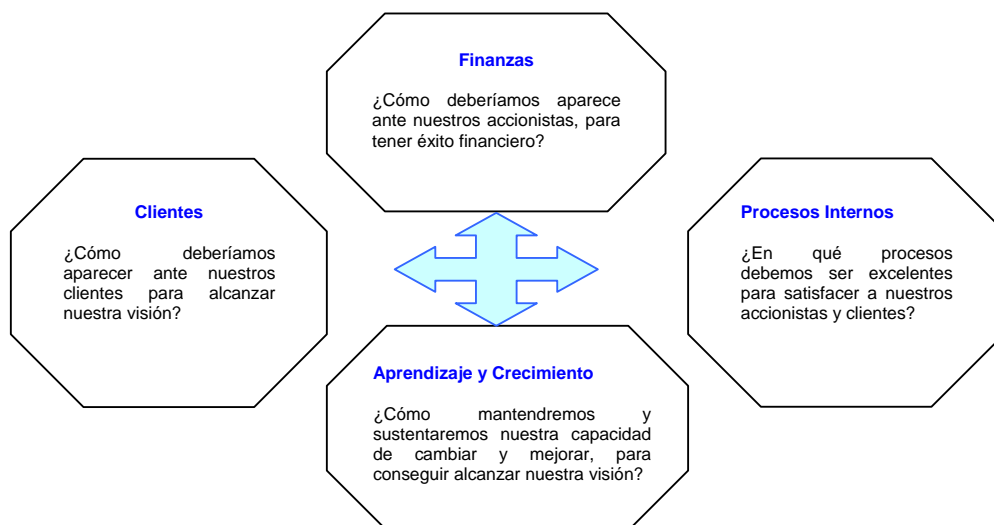 Finanzas
¿Cómo deberíamos aparece
ante nuestros accionistas, para
tener éxito financiero?
Clientes
¿Cómo deberíamos
aparecer ante nuestros
clientes para alcanzar
nuestra visión?
Procesos Internos
¿En qué procesos
debemos ser excelentes
para satisfacer a nuestros
accionistas y clientes?
Aprendizaje y Crecimiento
¿Cómo mantendremos y
sustentaremos nuestra capacidad
de cambiar y mejorar, para
conseguir alcanzar nuestra visión?